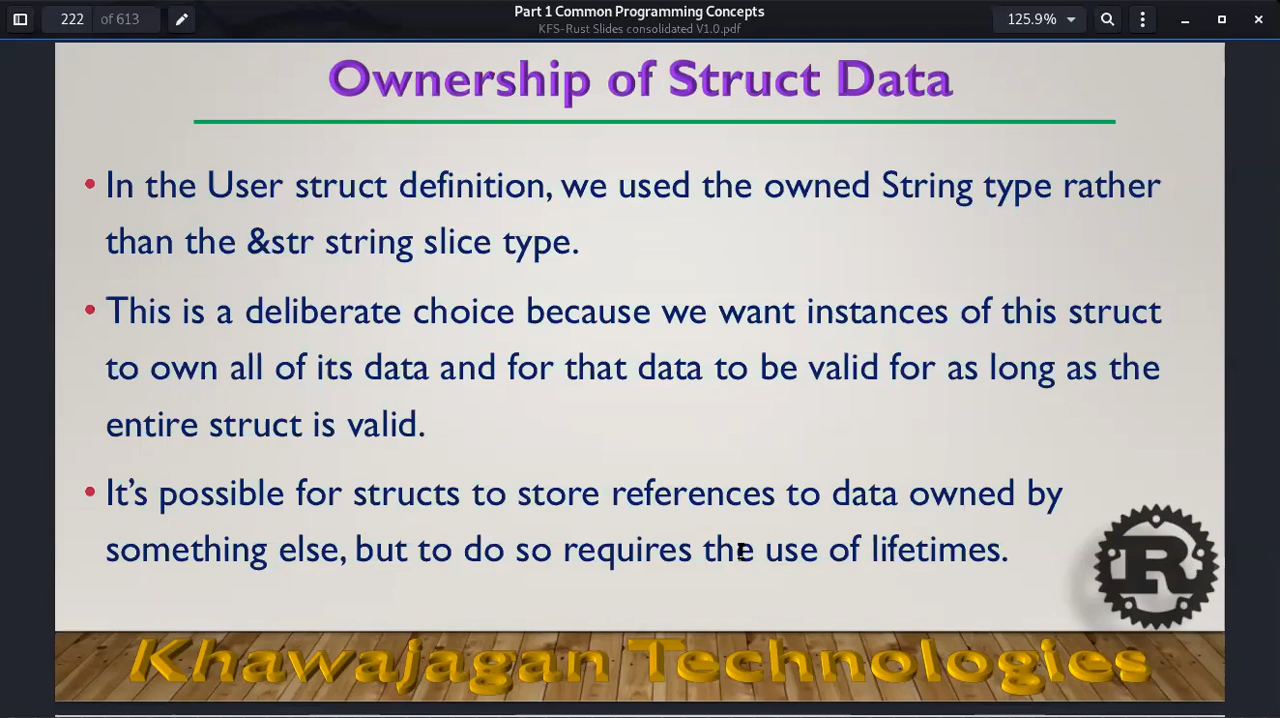 222 of 613
Part 1 Common Programming Concepts
KFS-Rust Slides consolidated V1.0.pdf
125.9%
Ownership of Struct Data
• In the User struct definition, we used the owned String type rather
than the &str string slice type.
• This is a deliberate choice because we want instances of this struct
to own all of its data and for that data to be valid for as long as the
entire struct is valid.
• It’s possible for structs to store references to data owned by
something else, but to do so requires the use of lifetimes.
R
Khawajagan Technologies